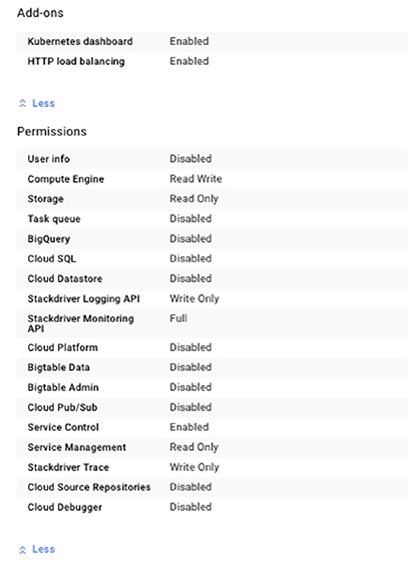 Add-ons
Kubernetes dashboard Enabled
HTTP load balancing Enabled
Less
Permissions
User info Disabled
Compute Engine Read Write
Storage Read Only
Task queue Disabled
BigQuery Disabled
Cloud SQL Disabled
Cloud Datastore Disabled
Stackdriver Logging API Write Only
Stackdriver Monitoring Full
API
Cloud Platform Disabled
Bigtable Data Disabled
Bigtable Admin Disabled
Cloud Pub/Sub Disabled
Service Control Enabled
Service Management Read Only
Stackdriver Trace Write Only
Cloud Source Repositories Disabled
Cloud Debugger Disabled
Less